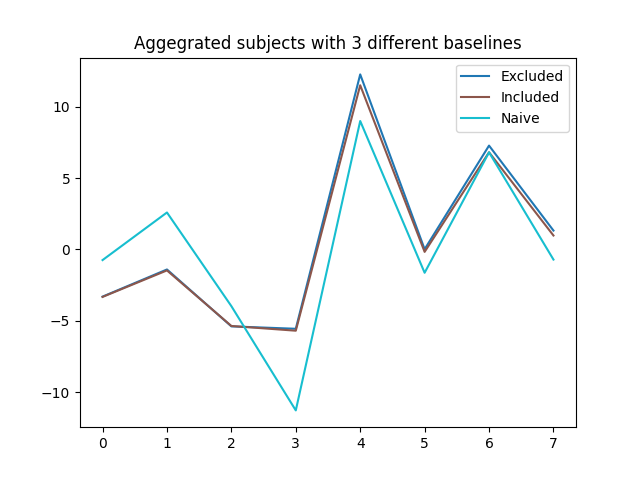 Aggegrated subjects with 3 different baselines
Excluded
Included
Naive
10
5
0
−5
−10
0 1 2 3 4 5 6 7